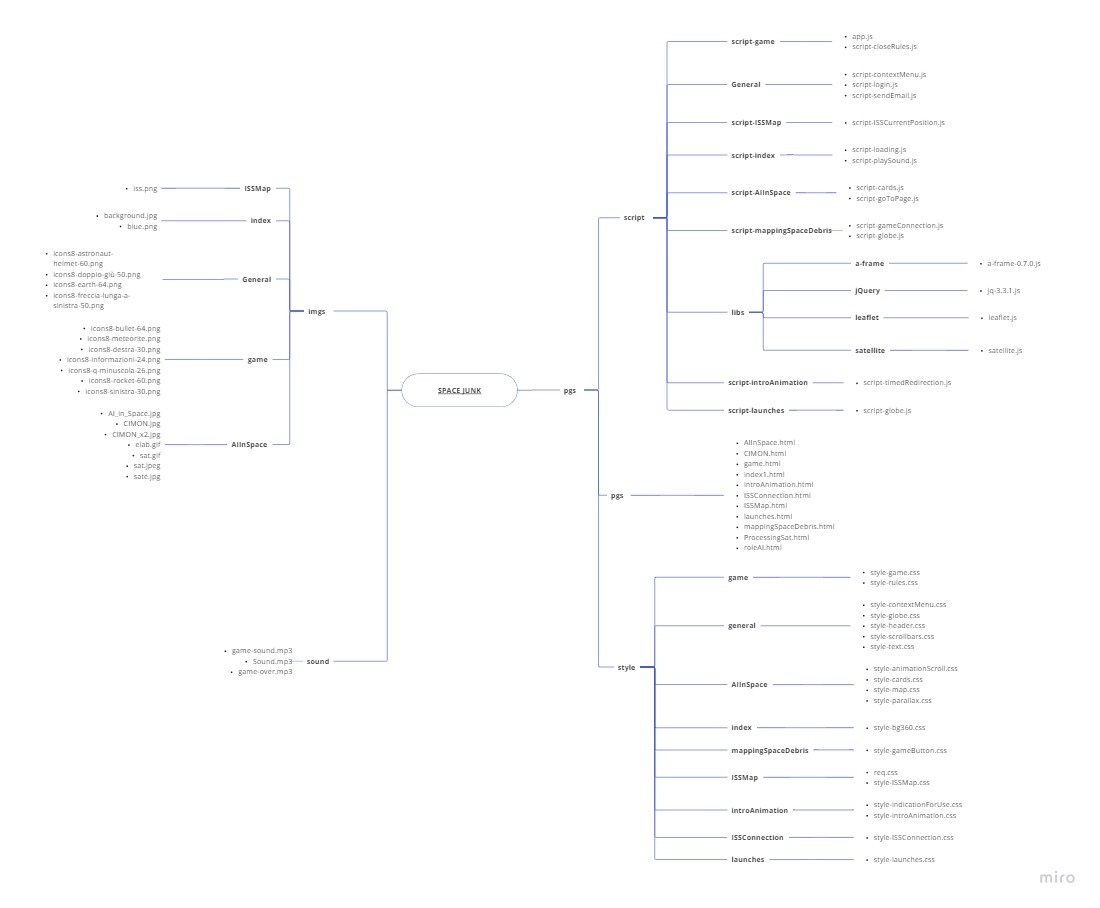 SPACE JUNK
imgs
ISSMap
• iss.png
index
• background.jpg
• blue.png
General
• icons8-astronaut-
helmet-60.png
• icons8-doppio-giù-50.png
• icons8-earth-64.png
• icons8-freccia-lunga-a-
sinistra-50.png
game
• icons8-bullet-64.png
• icons8-meteorite.png
• icons8-destra-30.png
• icons8-informazioni-24.png
• icons8-q-minuscola-26.png
• icons8-rocket-60.png
• icons8-sinistra-30.png
AIInSpace
• AI_in_Space.jpg
• CIMON.jpg
• CIMON_x2.jpg
• elab.gif
• sat.gif
• sat.jpeg
• sate.jpg
sound
• game-sound.mp3
• Sound.mp3
• game-over.mp3
pgs
script
script-game
• app.js
• script-closeRules.js
General
• script-contextMenu.js
• script-login.js
• script-sendEmail.js
script-ISSMap
• script-ISSCurrentPosition.js
script-index
• script-loading.js
• script-playSound.js
script-AIInSpace
• script-cards.js
• script-goToPage.js
script-mappingSpaceDebris
• script-gameConnection.js
• script-globe.js
libs
a-frame
• a-frame-0.7.0.js
jQuery
• jq-3.3.1.js
leaflet
• leaflet.js
satellite
• satellite.js
script-introAnimation
• script-timedRedirection.js
script-launches
• script-globe.js
pgs
• AIInSpace.html
• CIMON.html
• game.html
• index1.html
• introAnimation.html
• ISSConnection.html
• ISSMap.html
• launches.html
• mappingSpaceDebris.html
• ProcessingSat.html
• roleAI.html
style
game
• style-game.css
• style-rules.css
general
• style-contextMenu.css
• style-globe.css
• style-header.css
• style-scrollbars.css
• style-text.css
AIInSpace
• style-animationScroll.css
• style-cards.css
• style-map.css
• style-parallax.css
index
• style-bg360.css
mappingSpaceDebris
• style-gameButton.css
ISSMap
• req.css
• style-ISSMap.css
introAnimation
• style-indicationForUse.css
• style-introAnimation.css
ISSConnection
• style-ISSConnection.css
launches
• style-launches.css
miro